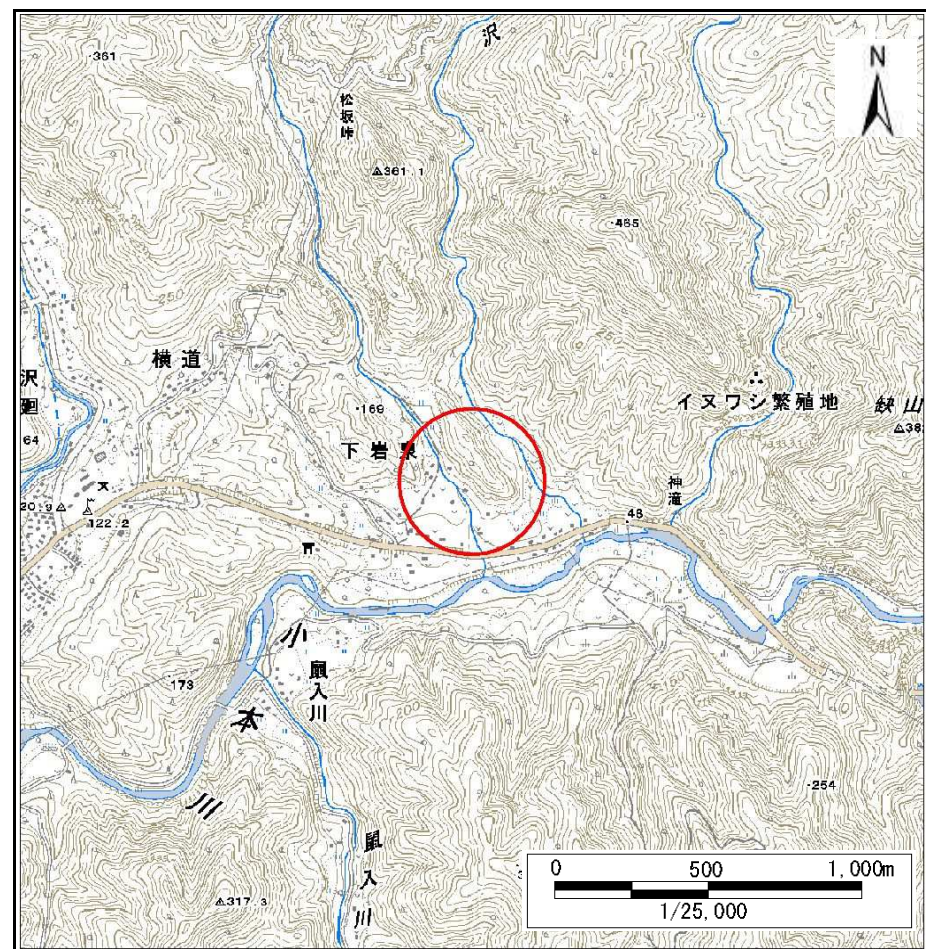 沢
N
・361
松坂峠
361.1
・465
横道
沢廻
イヌワシ繁殖地
・169
下岩泉
64
神滝
20.9
122.2
48
小本川
鼠入川
・173
・254
鼠入川
317.3
0 500 1,000m
1/25,000